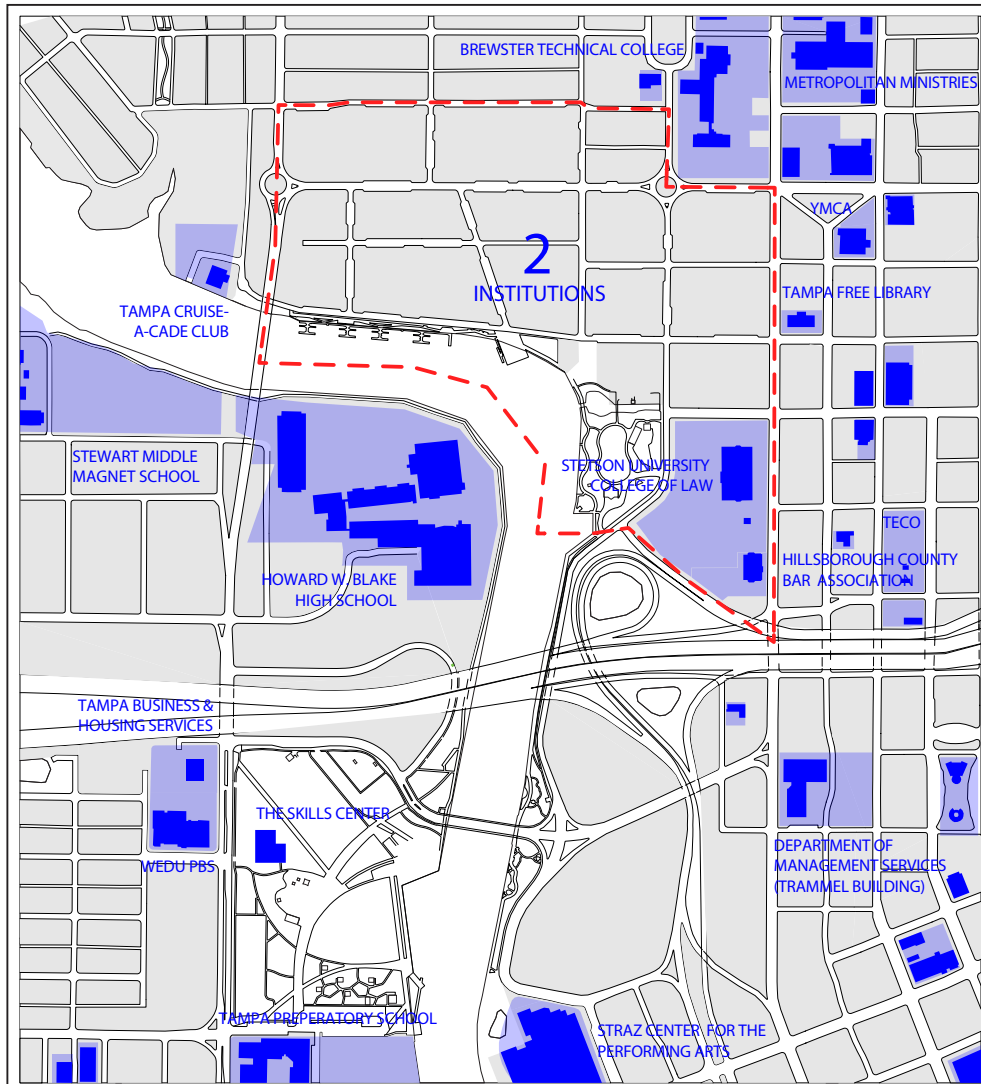 BREWSTER TECHNICAL COLLEGE
METROPOLITAN MINISTRIES
YMCA
2
INSTITUTIONS
TAMPA FREE LIBRARY
TAMPA CRUISE-
A-CADE CLUB
STEWART MIDDLE
MAGNET SCHOOL
STETSON UNIVERSITY
COLLEGE OF LAW
TECO
HILLSBOROUGH COUNTY
BAR ASSOCIATION
HOWARD W. BLAKE
HIGH SCHOOL
TAMPA BUSINESS &
HOUSING SERVICES
THE SKILLS CENTER
WEDU PBS
DEPARTMENT OF
MANAGEMENT SERVICES
(TRAMMEL BUILDING)
TAMPA PREPERATORY SCHOOL
STRAZ CENTER FOR THE
PERFORMING ARTS